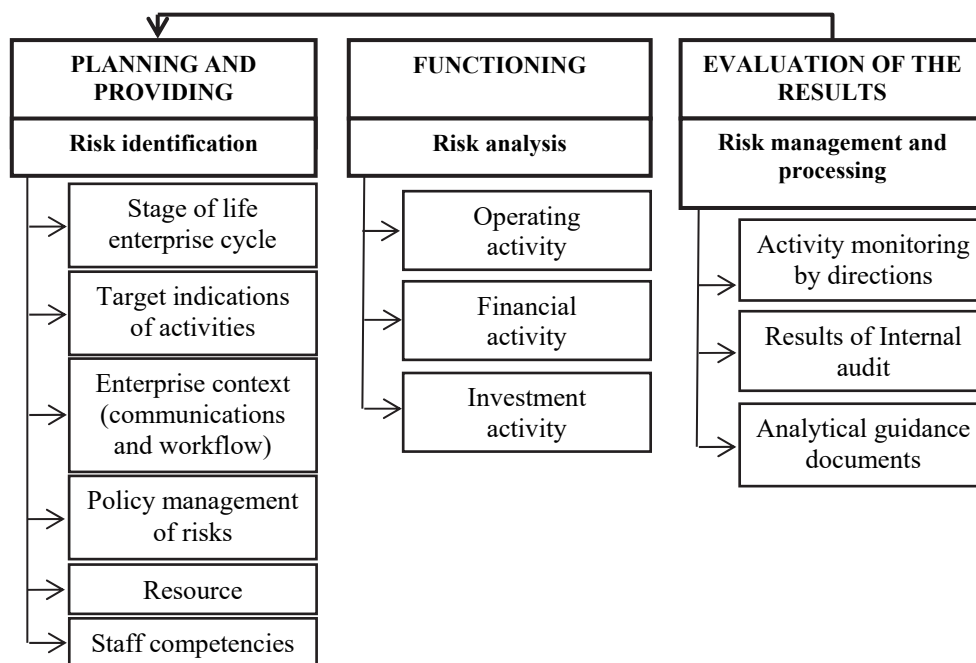 PLANNING AND
PROVIDING
Risk identification
Stage of life
enterprise cycle
Target indications
of activities
Enterprise context
(communications
and workflow)
Policy management
of risks
Resource
Staff competencies
FUNCTIONING
Risk analysis
Operating
activity
Financial
activity
Investment
activity
EVALUATION OF THE
RESULTS
Risk management and
processing
Activity monitoring
by directions
Results of Internal
audit
Analytical guidance
documents